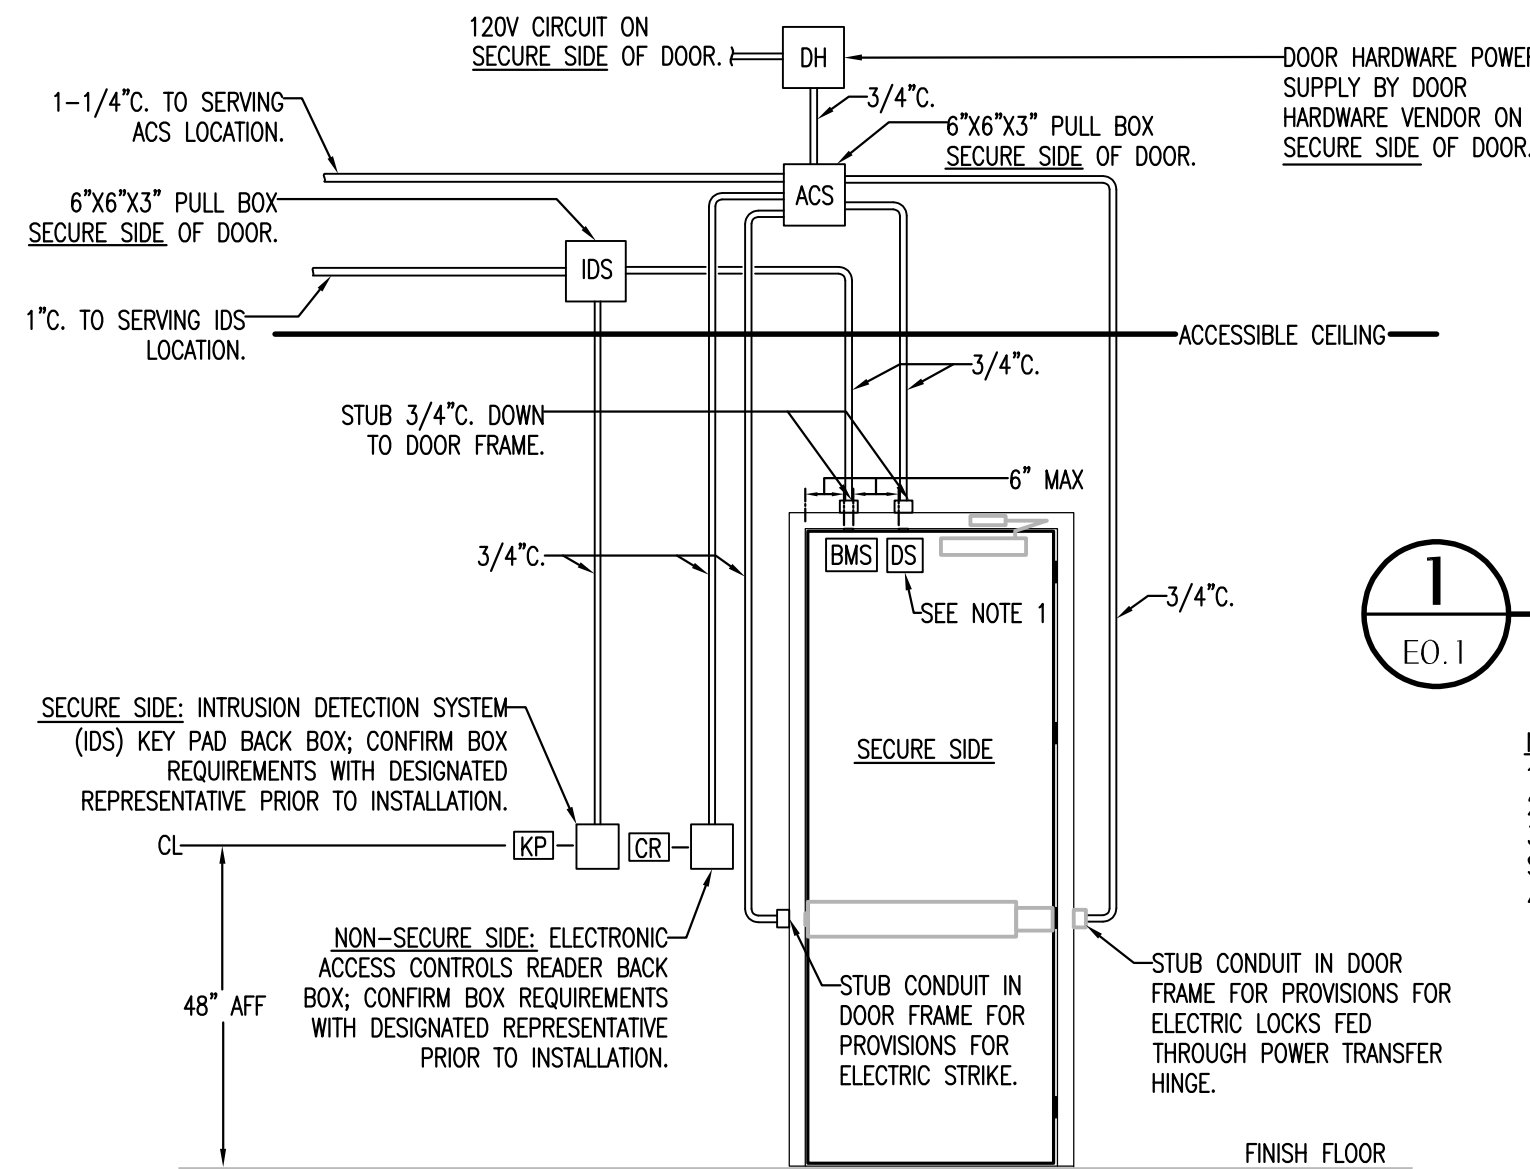 120V CIRCUIT ON
SECURE SIDE OF DOOR.
DH
DOOR HARDWARE POWER
SUPPLY BY DOOR
HARDWARE VENDOR ON
SECURE SIDE OF DOOR.
1-1/4"C. TO SERVING
ACS LOCATION.
3/4"C.
6"X6"X3" PULL BOX
SECURE SIDE OF DOOR.
ACS
6"X6"X3" PULL BOX
SECURE SIDE OF DOOR.
IDS
1"C. TO SERVING IDS
LOCATION.
ACCESSIBLE CEILING
3/4"C.
STUB 3/4"C. DOWN
TO DOOR FRAME.
6" MAX
3/4"C.
BMS
DS
SEE NOTE 1
3/4"C.
1
E0.1
SECURE SIDE: INTRUSION DETECTION SYSTEM
(IDS) KEY PAD BACK BOX; CONFIRM BOX
REQUIREMENTS WITH DESIGNATED
REPRESENTATIVE PRIOR TO INSTALLATION.
SECURE SIDE
CL
KP
CR
NON-SECURE SIDE: ELECTRONIC
ACCESS CONTROLS READER BACK
BOX; CONFIRM BOX REQUIREMENTS
WITH DESIGNATED REPRESENTATIVE
PRIOR TO INSTALLATION.
48" AFF
STUB CONDUIT IN
DOOR FRAME FOR
PROVISIONS FOR
ELECTRIC STRIKE.
STUB CONDUIT IN DOOR
FRAME FOR PROVISIONS FOR
ELECTRIC LOCKS FED
THROUGH POWER TRANSFER
HINGE.
FINISH FLOOR